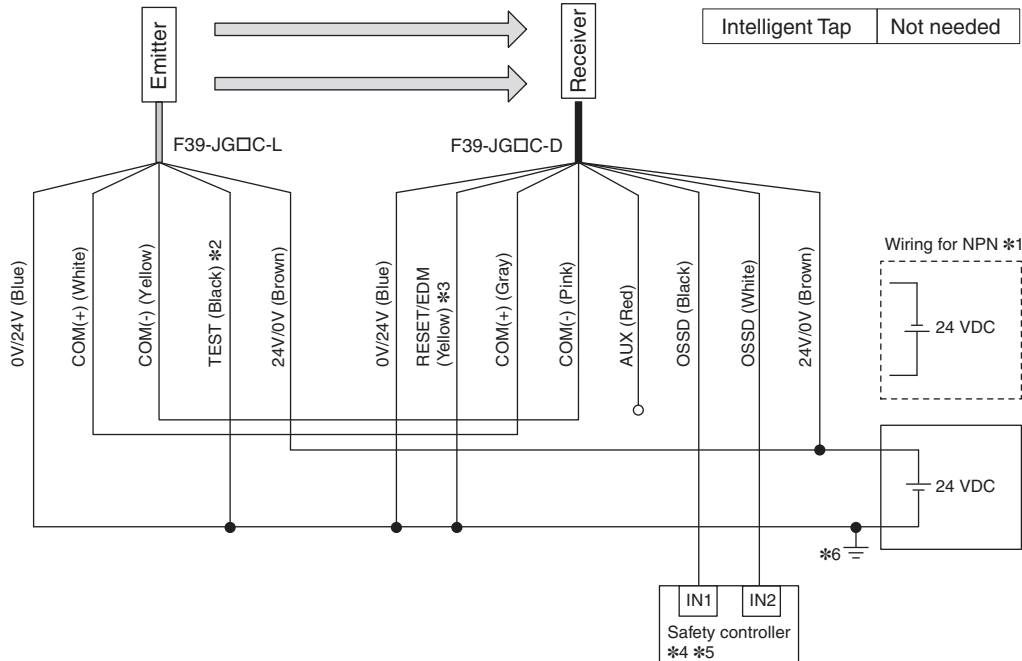 Emitter
Receiver
Intelligent Tap Not needed
F39-JG□C-L
F39-JG□C-D
0V/24V (Blue)
COM(+) (White)
COM(-) (Yellow)
TEST (Black) ✱2
24V/0V (Brown)
0V/24V (Blue)
RESET/EDM
(Yellow) ✱3
COM(+) (Gray)
COM(-) (Pink)
AUX (Red)
OSSD (Black)
OSSD (White)
24V/0V (Brown)
Wiring for NPN ✱1
24 VDC
24 VDC
✱6
IN1 IN2
Safety controller
✱4 ✱5